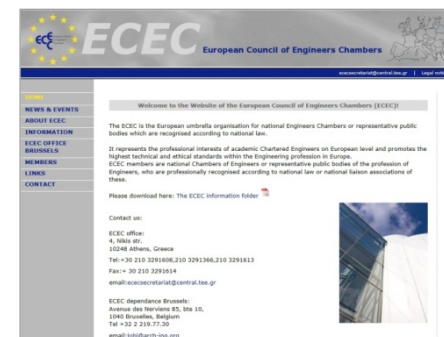 ECEC
European Council of Engineers Chambers
ececsecretariat@central.tee.gr | Legal notice
HOME
NEWS & EVENTS
ABOUT ECEC
INFORMATION
ECEC OFFICE
BRUSSELS
MEMBERS
LINKS
CONTACT
Welcome to the Website of the European Council of Engineers Chambers (ECEC)!
The ECEC is the European umbrella organisation for national Engineers Chambers or representative public
bodies which are recognised according to national law.
It represents the professional interests of academic Chartered Engineers on European level and promotes the
highest technical and ethical standards within the Engineering profession in Europe.
ECEC members are national Chambers of Engineers or representative public bodies of the profession of
Engineers, who are professionally recognised according to national law or national liaison associations of
these.
Please download here: The ECEC information folder
Contact us:
ECEC office:
4, Nikis str.
10248 Athens, Greece
Tel:+30 210 3291608,210 3291366,210 3291613
Fax:+ 30 210 3291614
email:ececsecretariat@central.tee.gr
ECEC dependance Brussels:
Avenue des Nerviens 85, bte 10,
1040 Bruxelles, Belgium
Tel +32 2 219.77.30